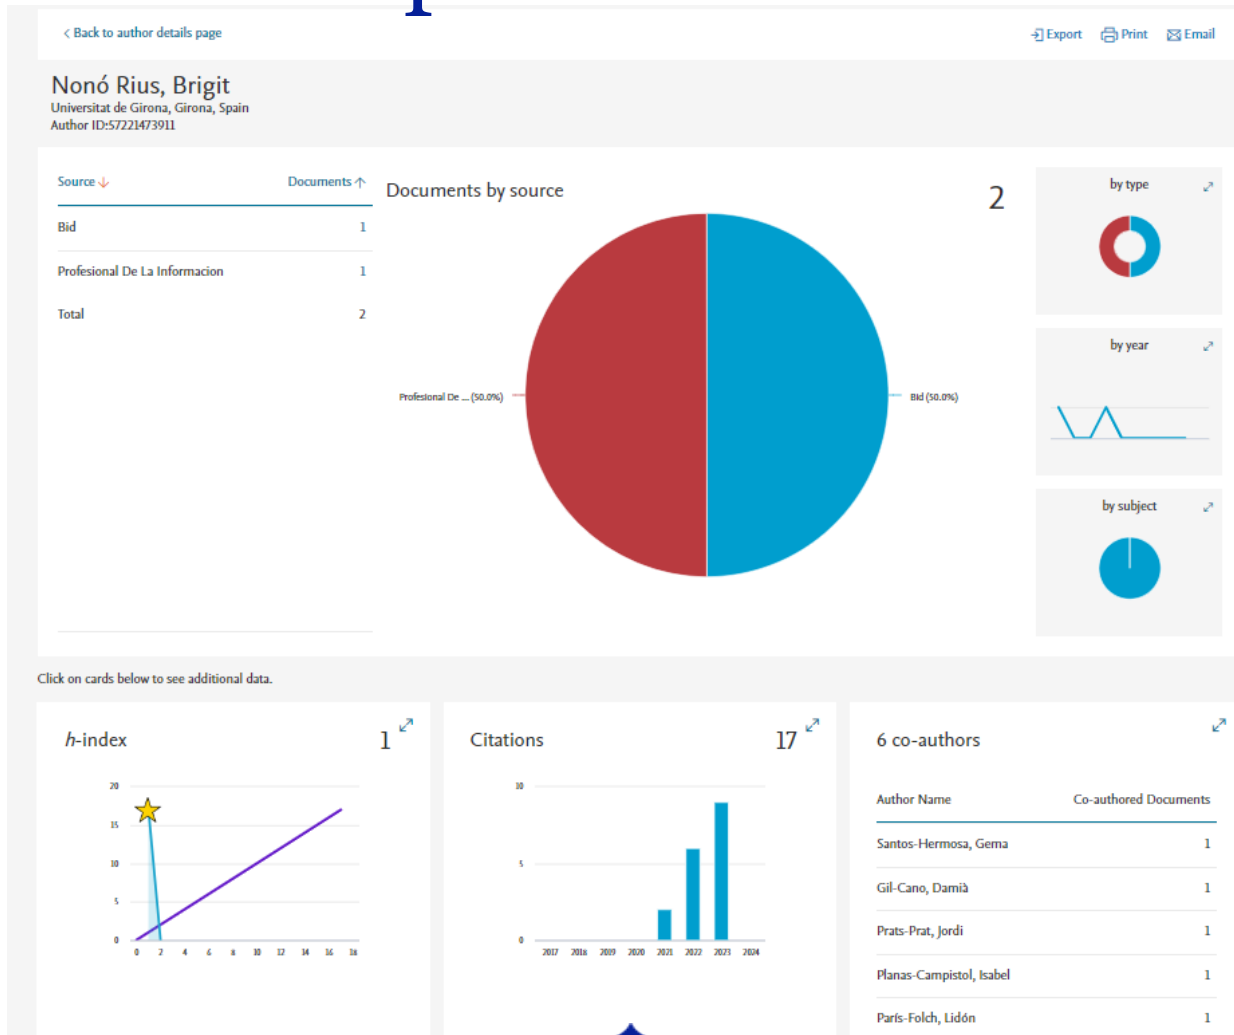 Back to author details page
Export Print Email
Nonó Rius, Brigit
Universitat de Girona, Girona, Spain
Author ID:57221473911
Source Documents
Bid 1
Profesional De La Informacion 1
Total 2
Documents by source 2
Profesional De ... (50.0%)
Bid (50.0%)
by type
by year
by subject
Click on cards below to see additional data.
h-index 1
20
15
10
5
0
0 2 4 6 8 10 12 14 16 18
Citations 17
10
5
0
2017 2018 2019 2020 2021 2022 2023 2024
6 co-authors
Author Name Co-authored Documents
Santos-Hermosa, Gema 1
Gil-Cano, Damià 1
Prats-Prat, Jordi 1
Planas-Campistol, Isabel 1
París-Folch, Lidón 1